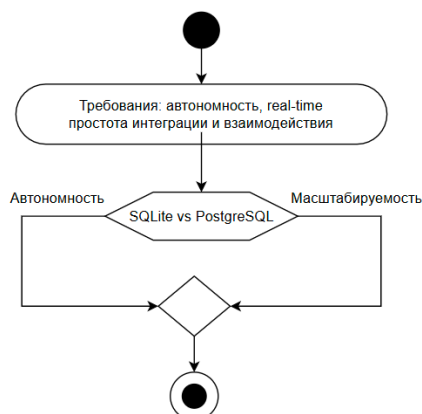 Требования: автономность, real-time
простота интеграции и взаимодействия
Автономность
SQLite vs PostgreSQL
Масштабируемость